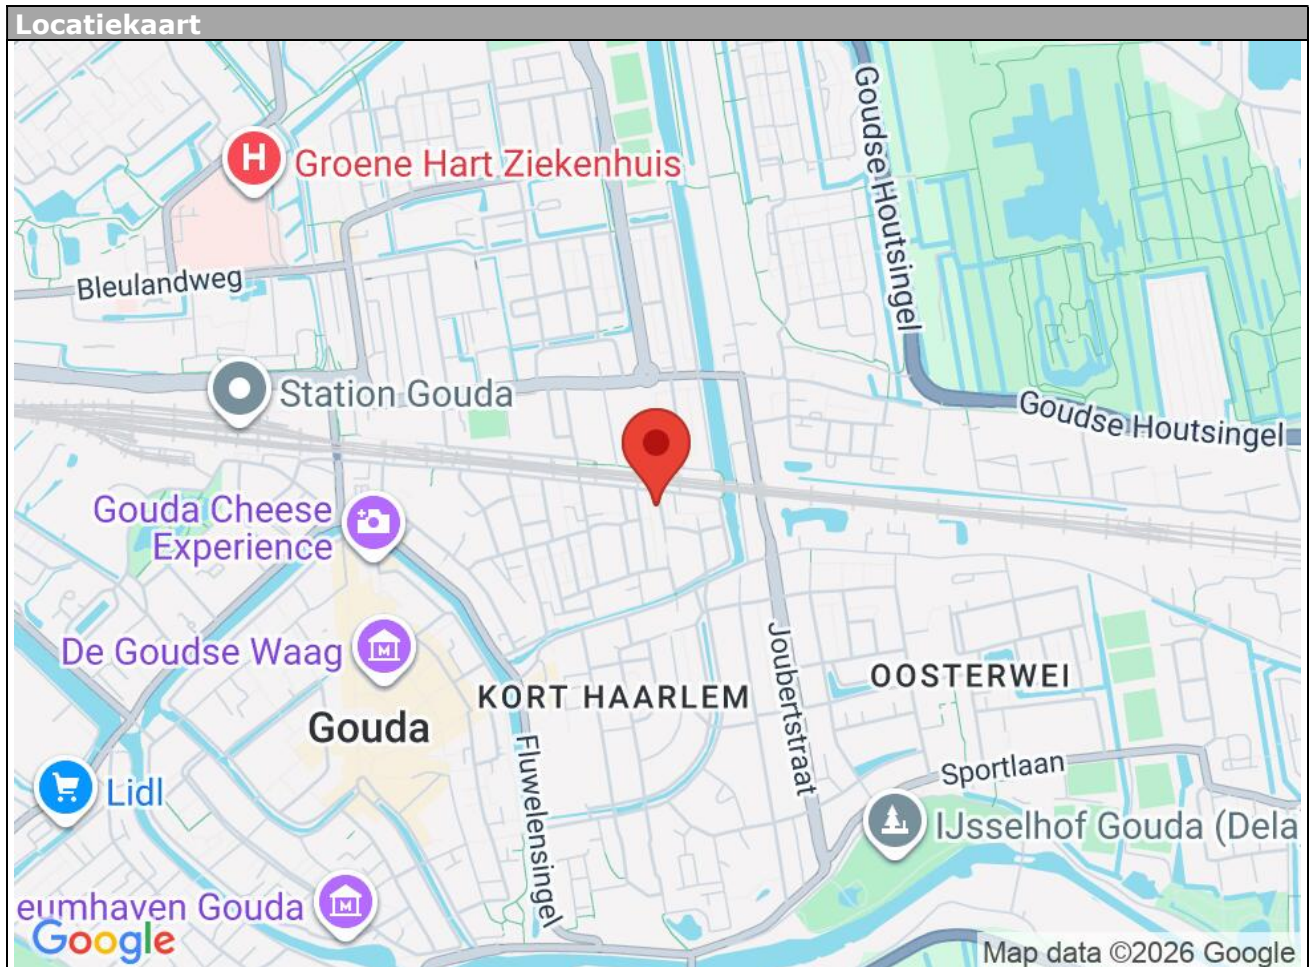 Locatiekaart
Goudse Houtsingel
H
Groene Hart Ziekenhuis
Bleulandweg
Station Gouda
Goudse Houtsingel
Gouda Cheese
Experience
De Goudse Waag
M
OOSTERWEI
KORT HAARLEM
Joubertstraat
Gouda
Fluwelensingel
Sportlaan
Lidl
IJsselhof Gouda (Dela
eumhaven Gouda
M
Google
Map data ©2026 Google